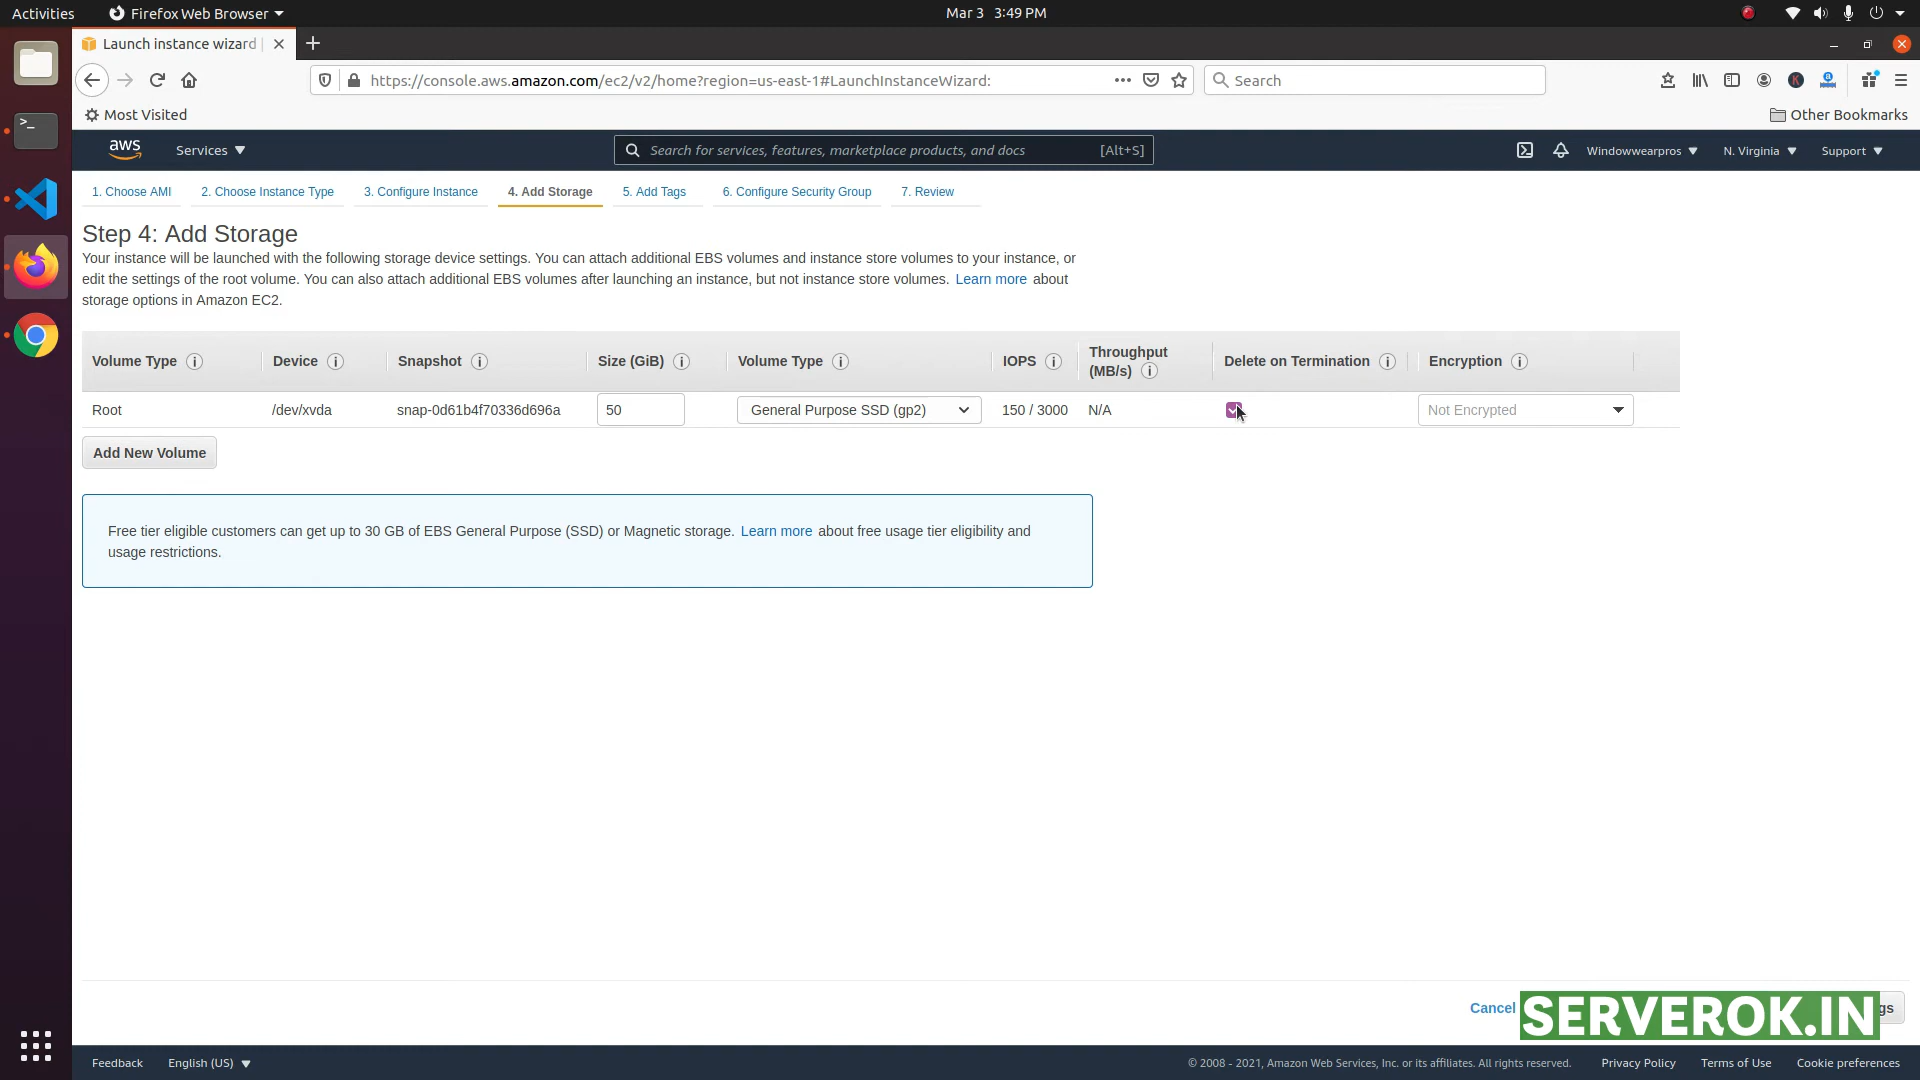 Activities
Firefox Web Browser
Mar 3 3:49 PM
Launch instance wizard
https://console.aws.amazon.com/ec2/v2/home?region=us-east-1#LaunchInstanceWizard:
Search
Most Visited
Other Bookmarks
aws
Services
Search for services, features, marketplace products, and docs
[Alt+S]
Windowwearpros
N. Virginia
Support
1. Choose AMI
2. Choose Instance Type
3. Configure Instance
4. Add Storage
5. Add Tags
6. Configure Security Group
7. Review
Step 4: Add Storage
Your instance will be launched with the following storage device settings. You can attach additional EBS volumes and instance store volumes to your instance, or
edit the settings of the root volume. You can also attach additional EBS volumes after launching an instance, but not instance store volumes. Learn more about
storage options in Amazon EC2.
Volume Type
Device
Snapshot
Size (GiB)
Volume Type
IOPS
Throughput
(MB/s)
Delete on Termination
Encryption
Root
/dev/xvda
snap-0d61b4f70336d696a
50
General Purpose SSD (gp2)
150 / 3000
N/A
Not Encrypted
Add New Volume
Free tier eligible customers can get up to 30 GB of EBS General Purpose (SSD) or Magnetic storage. Learn more about free usage tier eligibility and
usage restrictions.
Cancel
SERVEROK.IN
gs
Feedback
English (US)
© 2008 - 2021, Amazon Web Services, Inc. or its affiliates. All rights reserved.
Privacy Policy
Terms of Use
Cookie preferences